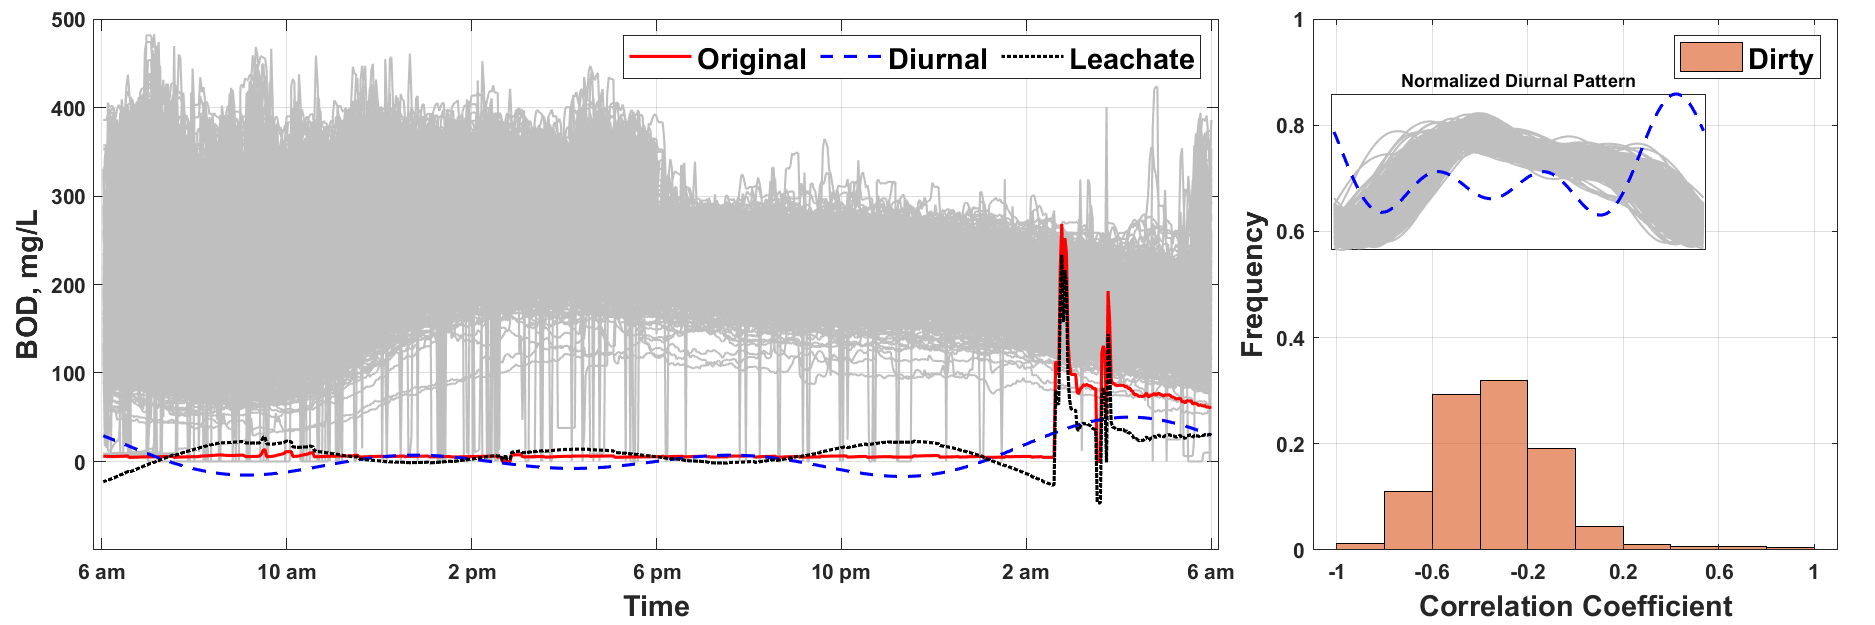 500
400
300
200
100
0
BOD, mg/L
Original Diurnal Leachate
6 am 10 am 2 pm 6 pm 10 pm 2 am 6 am
Time
1
0.8
0.6
0.4
0.2
0
Frequency
Dirty
Normalized Diurnal Pattern
-1 -0.6 -0.2 0.2 0.6 1
Correlation Coefficient